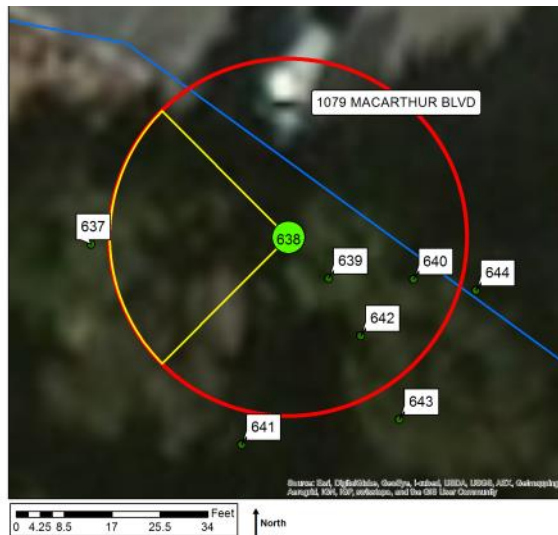 1079 MACARTHUR BLVD
637
638
639
640
644
642
643
641
Source: Esri, DigitalGlobe, GeoEye, i-cubed, USDA, USGS, AEX, Getmapping,
Aerogrid, IGN, IGP, swisstopo, and the GIS User Community
Feet
0 4.25 8.5 17 25.5 34
North